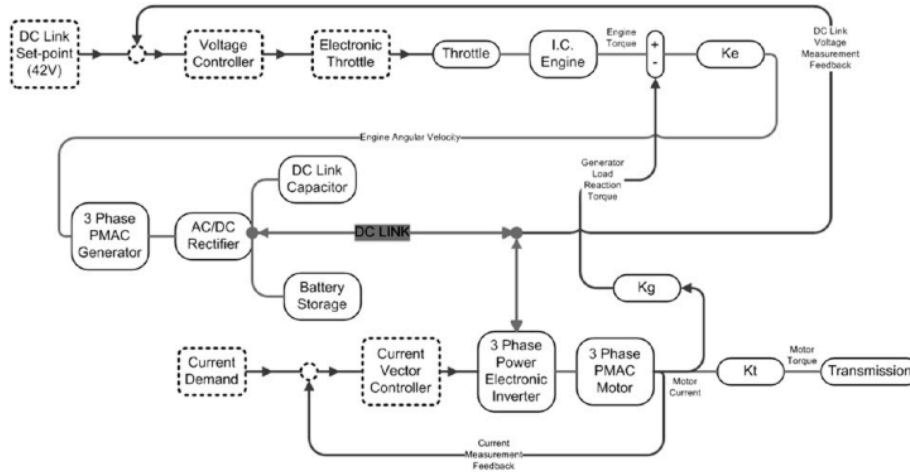 DC Link
Set-point
(42V)
Voltage
Controller
Electronic
Throttle
Throttle
I.C.
Engine
Engine
Torque
+
-
Ke
DC Link
Voltage
Measurement
Feedback
Engine Angular Velocity
Generator
Load
Reaction
Torque
DC Link
Capacitor
3 Phase
PMAC
Generator
AC/DC
Rectifier
DC LINK
Battery
Storage
Kg
Current
Demand
Current
Vector
Controller
3 Phase
Power
Electronic
Inverter
3 Phase
PMAC
Motor
Motor
Current
Kt
Motor
Torque
Transmission
Current
Measurement
Feedback